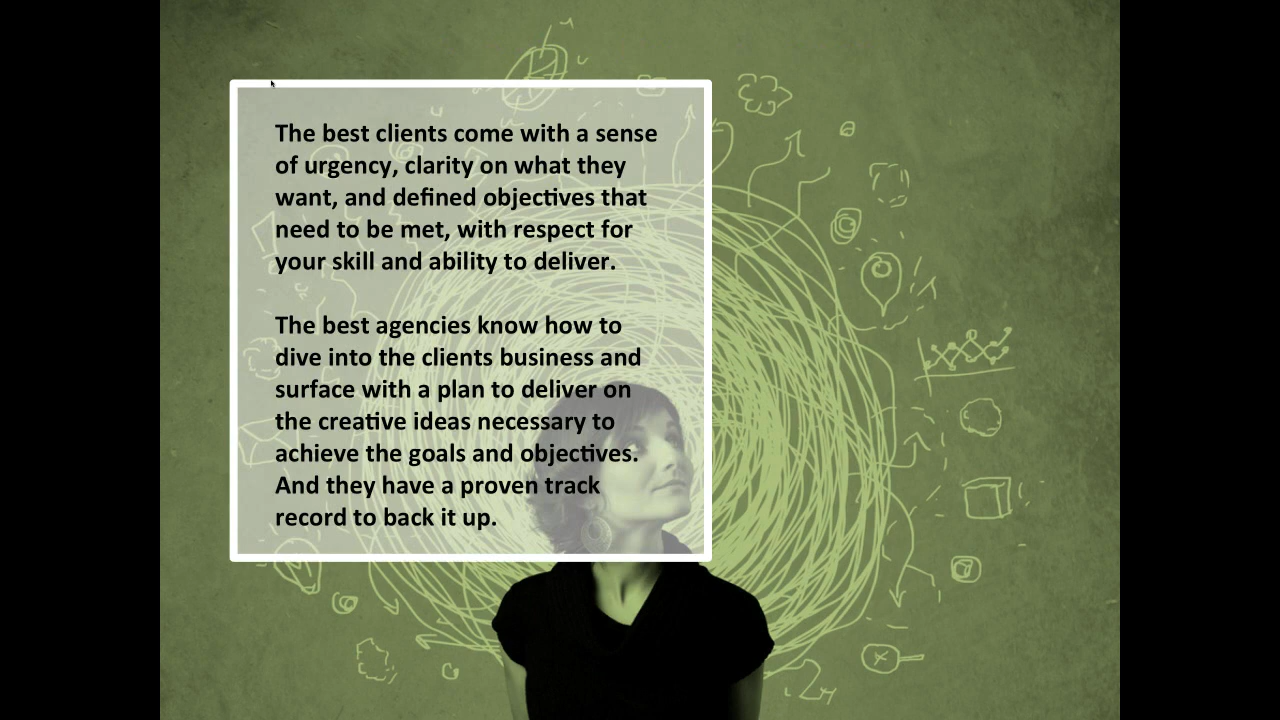 The best clients come with a sense
of urgency, clarity on what they
want, and defined objectives that
need to be met, with respect for
your skill and ability to deliver.
The best agencies know how to
dive into the clients business and
surface with a plan to deliver on
the creative ideas necessary to
achieve the goals and objectives.
And they have a proven track
record to back it up.